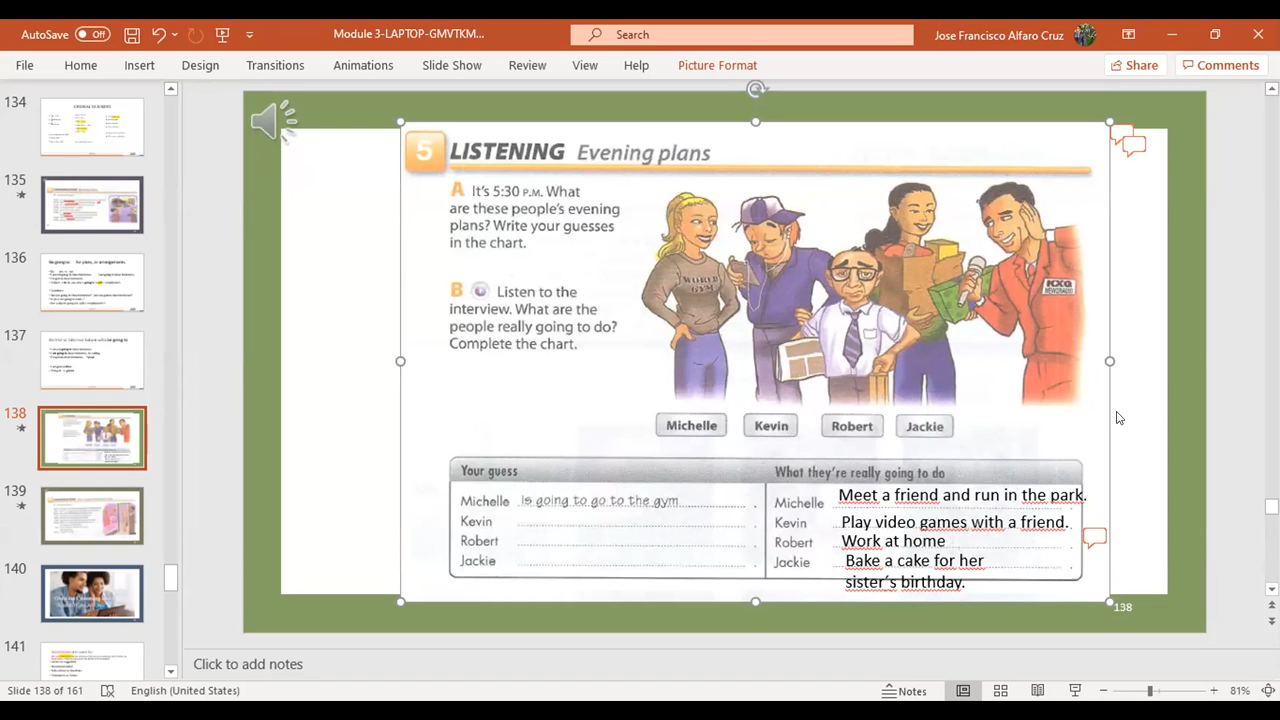 AutoSave Off Module 3-LAPTOP-GMVTKM... Search Jose Francisco Alfaro Cruz
File Home Insert Design Transitions Animations Slide Show Review View Help Picture Format Share Comments
134
135
136
137
138
139
140
141
5 LISTENING Evening plans
A It's 5:30 P.M. What
are these people's evening
plans? Write your guesses
in the chart.
B Listen to the
interview. What are the
people really going to do?
Complete the chart.
WORK
GYM
KXQ
NEWSRADIO
Michelle Kevin Robert Jackie
Your guess What they're really going to do
Michelle is going to go to the gym . Michelle Meet a friend and run in the park.
Kevin . Kevin Play video games with a friend.
Robert . Robert Work at home
Jackie . Jackie Bake a cake for her
sister´s birthday.
138
Click to add notes
Slide 138 of 161 English (United States) Notes 81%